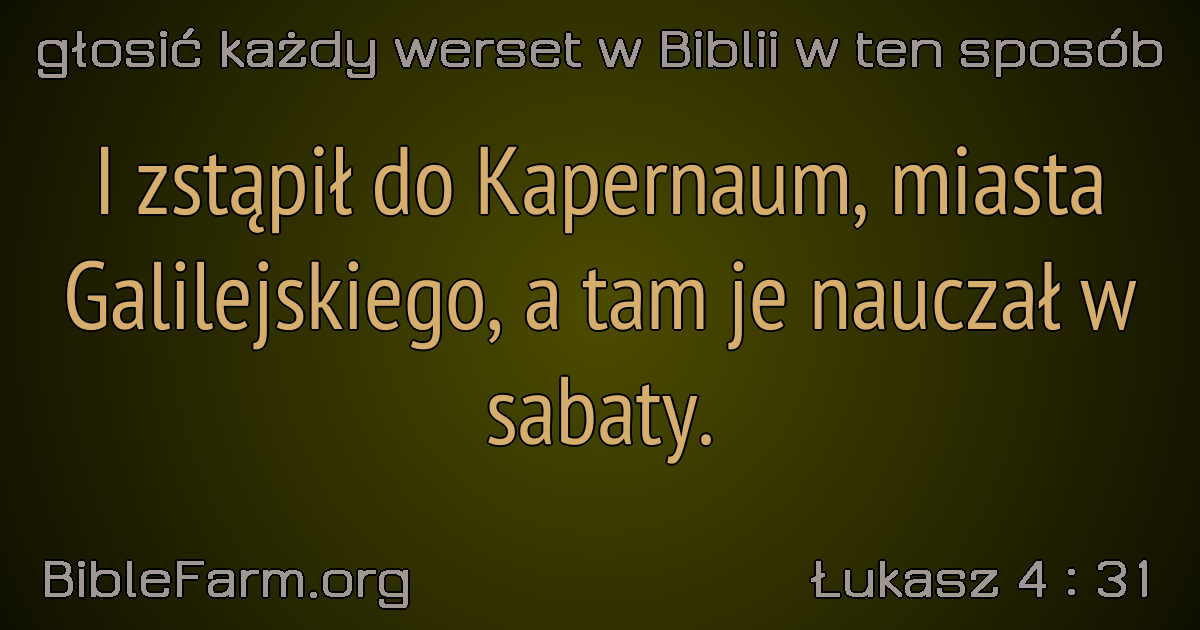 głosić każdy werset w Biblii w ten sposób
I zstąpił do Kapernaum, miasta
Galilejskiego, a tam je nauczał w
sabaty.
BibleFarm.org
Łukasz 4 : 31